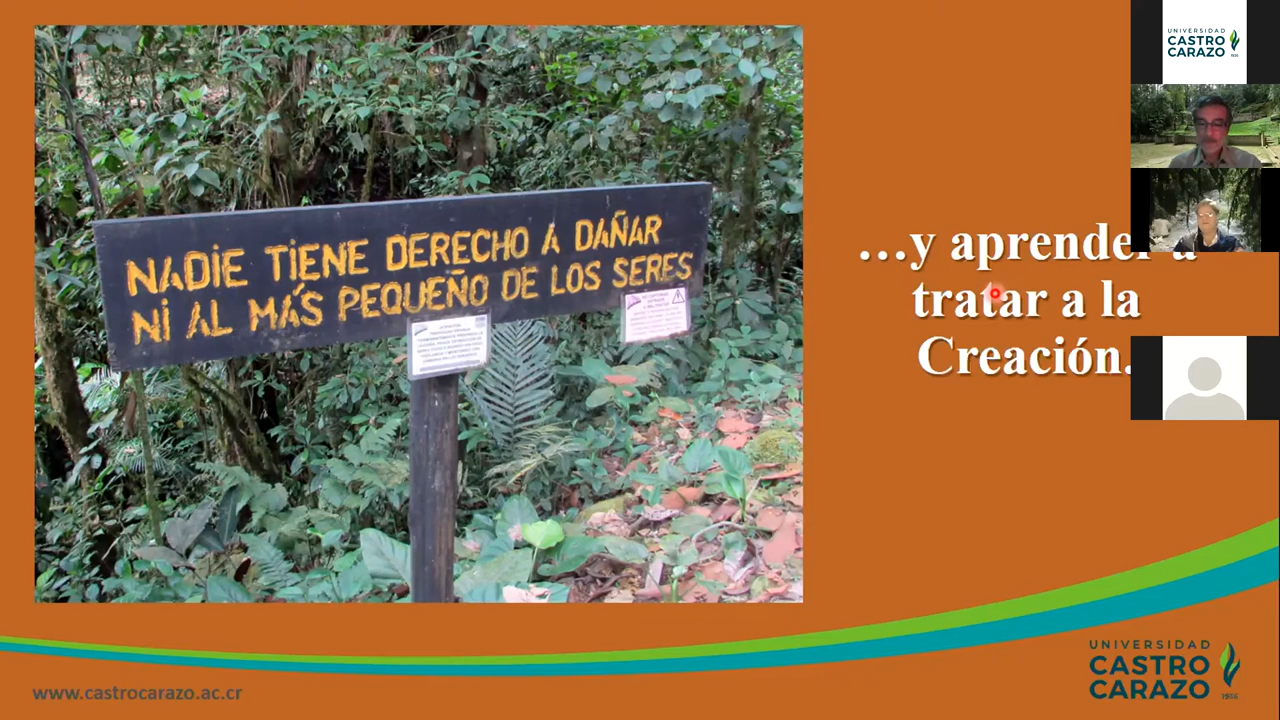 NADIE TIENE DERECHO A DAÑAR
NI AL MÁS PEQUEÑO DE LOS SERES
…y aprender a
tratar a la
Creación.
UNIVERSIDAD
CASTRO
CARAZO
UNIVERSIDAD
CASTRO
CARAZO
1936
www.castrocarazo.ac.cr